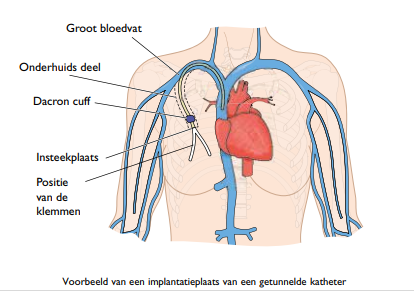 Groot bloedvat
Onderhuids deel
Dacron cuff
Insteekplaats
Positie
van de
klemmen
Voorbeeld van een implantatieplaats van een getunnelde katheter